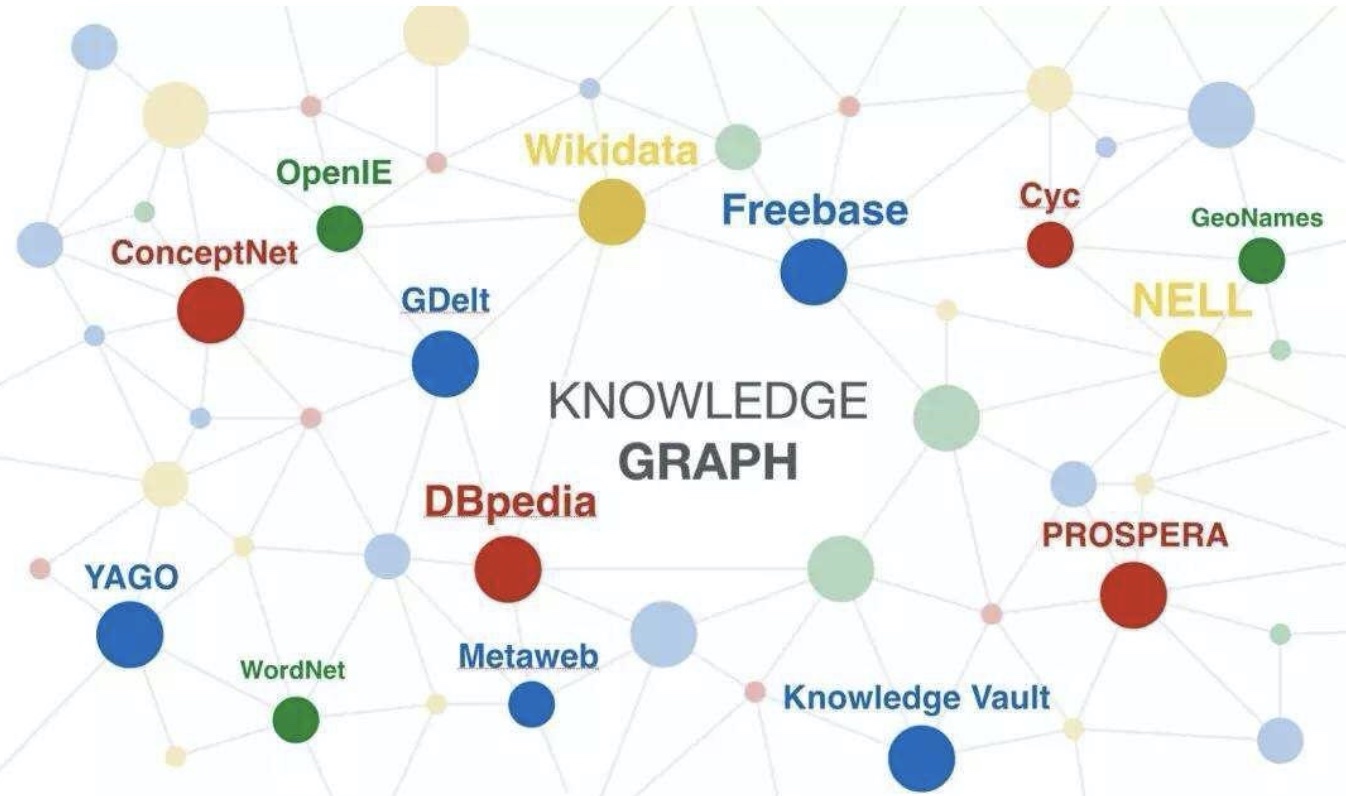 Wikidata
OpenIE
Freebase
Cyc
GeoNames
ConceptNet
GDelt
NELL
KNOWLEDGE
GRAPH
DBpedia
PROSPERA
YAGO
Metaweb
WordNet
Knowledge Vault